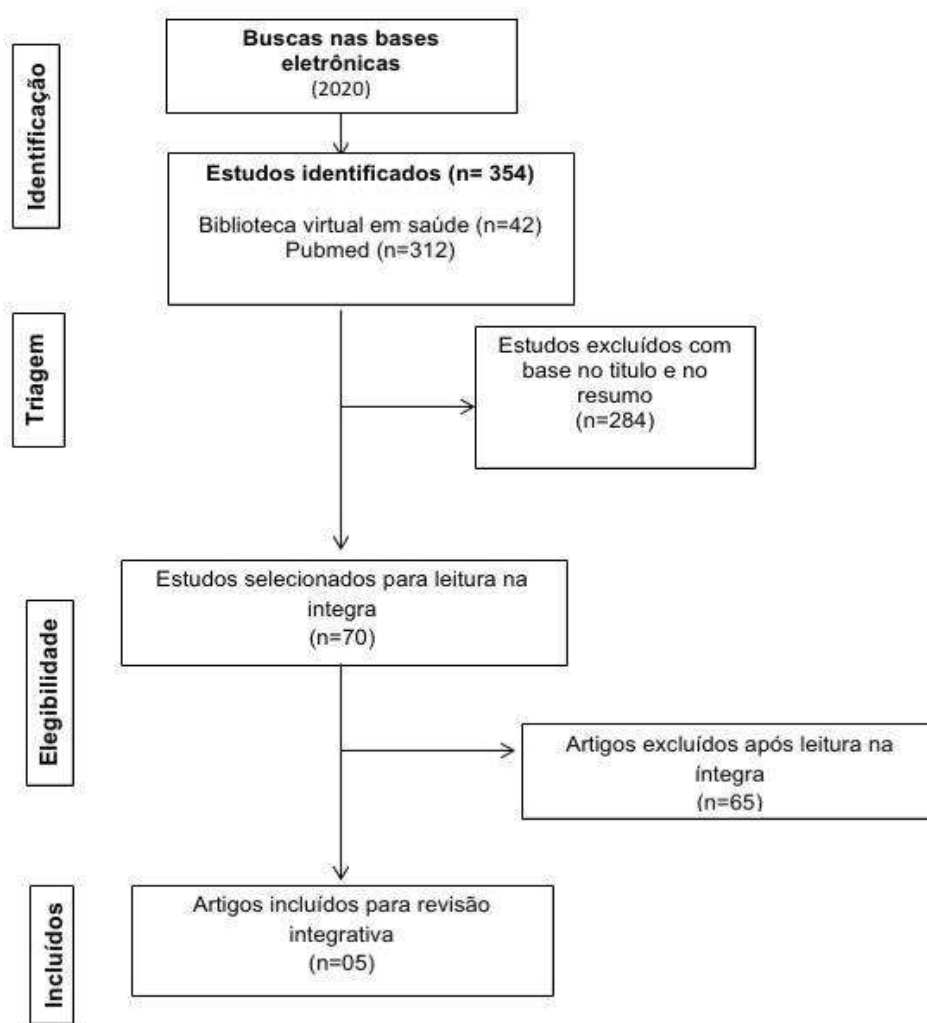 Identificação
Buscas nas bases
eletrônicas
(2020)
Estudos identificados (n= 354)
Biblioteca virtual em saúde (n=42)
Pubmed (n=312)
Triagem
Estudos excluídos com
base no titulo e no
resumo
(n=284)
Elegibilidade
Estudos selecionados para leitura na
integra
(n=70)
Artigos excluídos após leitura na
íntegra
(n=65)
Incluídos
Artigos incluídos para revisão
integrativa
(n=05)